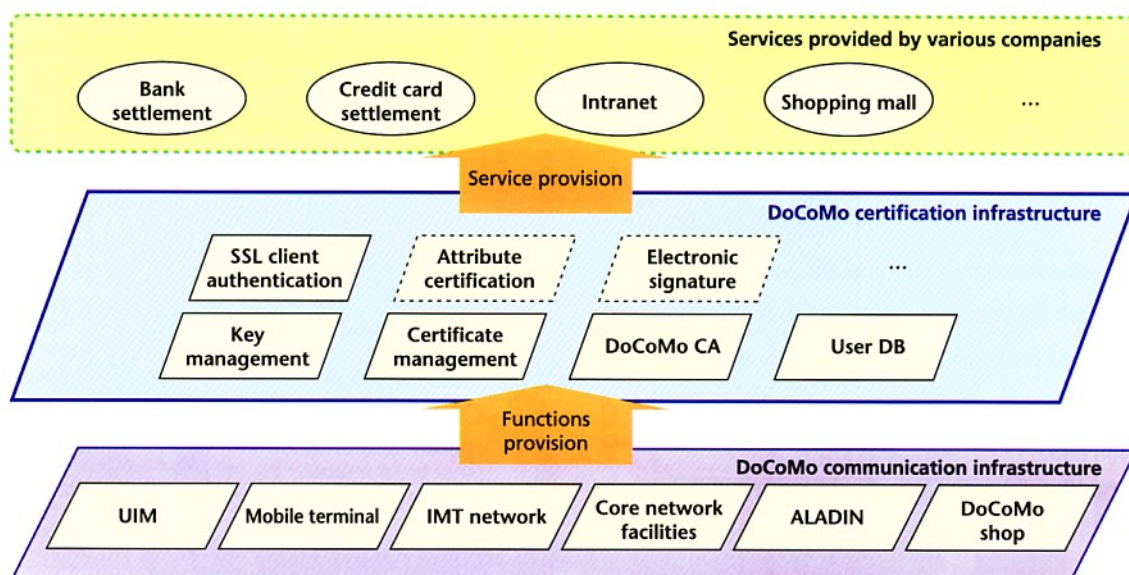 Services provided by various companies
Bank
settlement
Credit card
settlement
Intranet
Shopping mall
...
Service provision
DoCoMo certification infrastructure
SSL client
authentication
Attribute
certification
Electronic
signature
...
Key
management
Certificate
management
DoCoMo CA
User DB
Functions
provision
DoCoMo communication infrastructure
UIM
Mobile terminal
IMT network
Core network
facilities
ALADIN
DoCoMo
shop